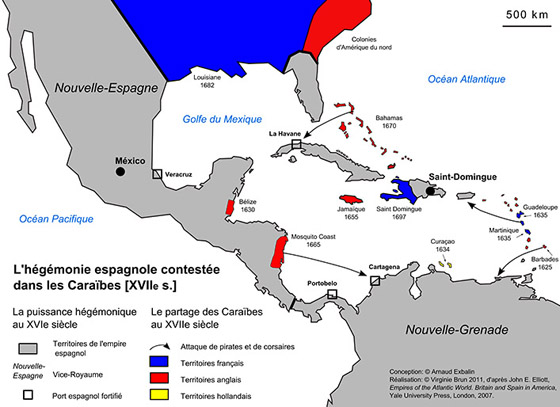 500 km
Colonies
d'Amérique du nord
Louisiane
1682
Nouvelle-Espagne
Océan Atlantique
Golfe du Mexique
Bahamas
1670
La Havane
México
Veracruz
Saint-Domingue
Bélize
1630
Jamaïque
1655
Saint Domingue
1697
Guadeloupe
1635
Martinique
1635
Océan Pacifique
Mosquito Coast
1665
Curaçao
1634
Barbades
1625
Cartagena
Portobelo
Nouvelle-Grenade
L'hégémonie espagnole contestée
dans les Caraïbes [XVIIe s.]
La puissance hégémonique
au XVIe siècle
Territoires de l'empire
espagnol
Nouvelle-
Espagne
Vice-Royaume
Port espagnol fortifié
Le partage des Caraïbes
au XVIIe siècle
Attaque de pirates et de corsaires
Territoires français
Territoires anglais
Territoires hollandais
Conception: © Arnaud Exbalin
Réalisation: © Virginie Brun 2011, d'après John E. Elliott,
Empires of the Atlantic World. Britain and Spain in America,
Yale University Press, London, 2007.